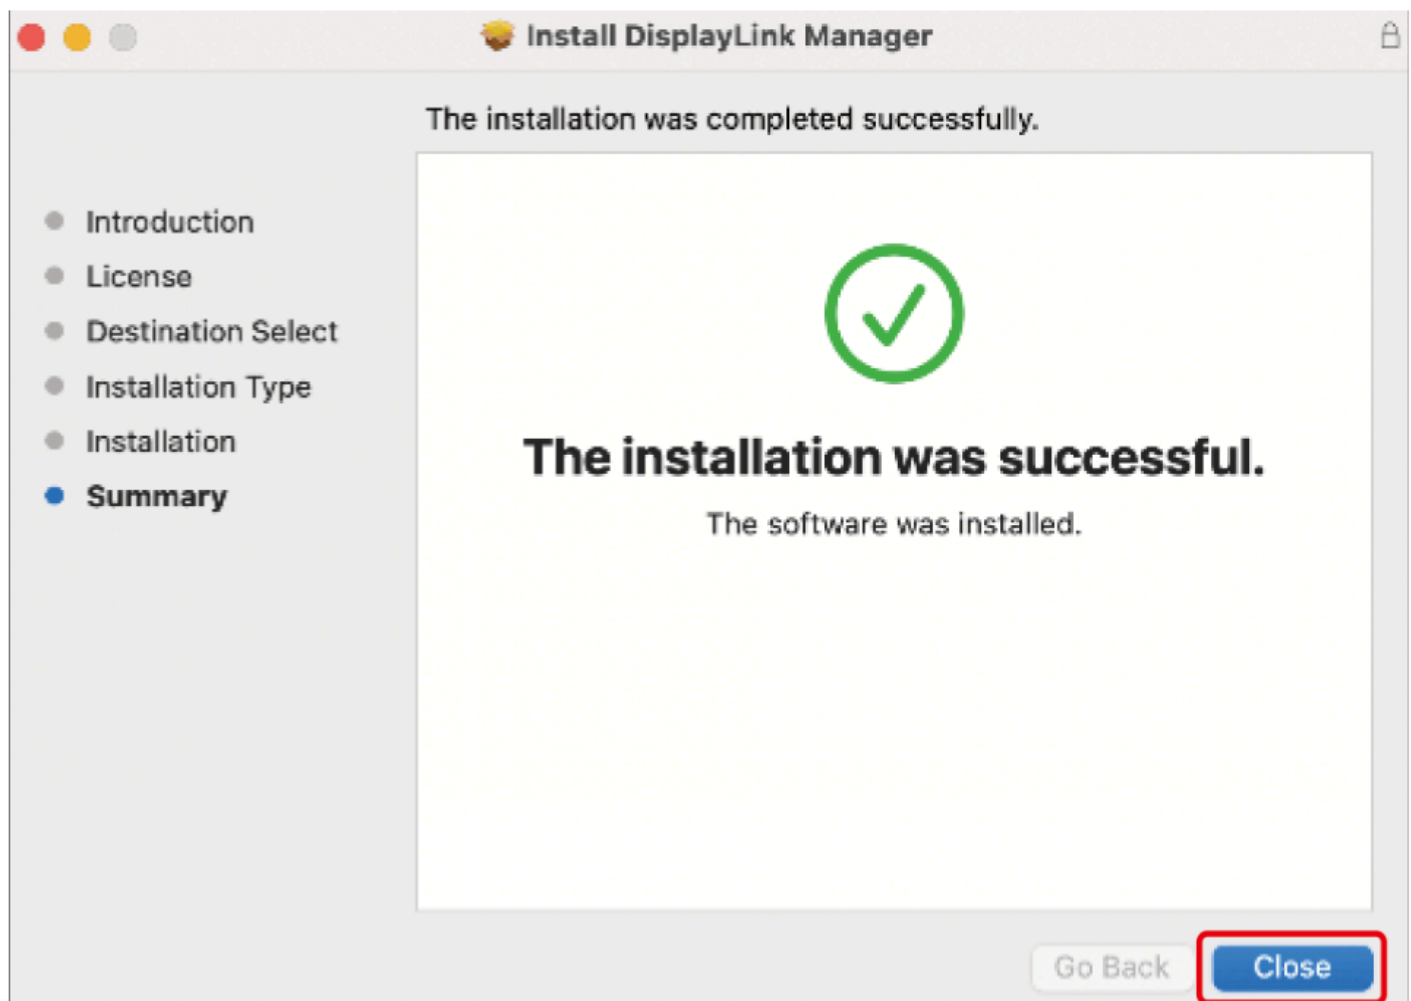 Install DisplayLink Manager
The installation was completed successfully.
Introduction
License
Destination Select
Installation Type
Installation
Summary
The installation was successful.
The software was installed.
Go Back
Close